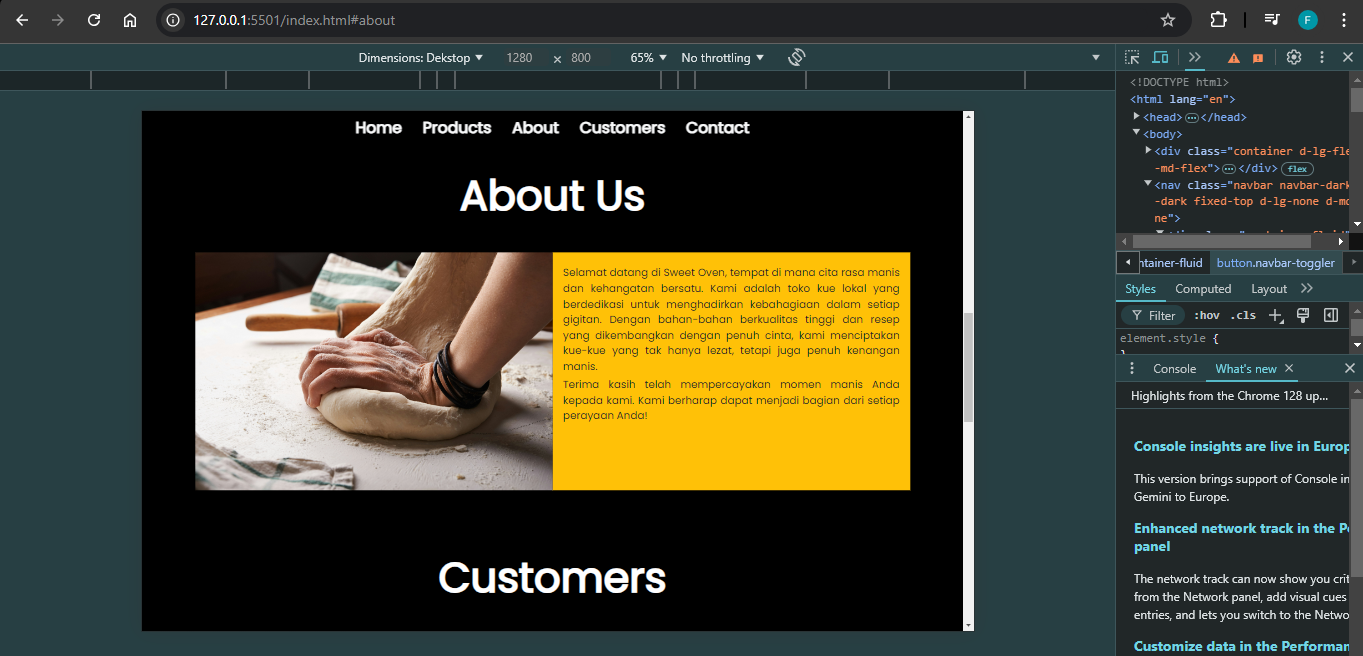 127.0.0.1:5501/index.html#about
F
Dimensions: Dekstop
1280
×
800
65%
No throttling
<!DOCTYPE html>
<html lang="en">
<head> ⋯ </head>
<body>
<div class="container d-lg-fle
-md-flex"> ⋯ </div> flex
<nav class="navbar navbar-dark
-dark fixed-top d-lg-none d-md
ne">
ntainer-fluid
button.navbar-toggler
Styles
Computed
Layout
Filter
:hov
.cls
element.style {
Console
What's new
Highlights from the Chrome 128 up...
Console insights are live in Europ
This version brings support of Console in
Gemini to Europe.
Enhanced network track in the Pe
panel
The network track can now show you crit
from the Network panel, add visual cues
entries, and lets you switch to the Netwo
Customize data in the Performan
Home
Products
About
Customers
Contact
About Us
Selamat datang di Sweet Oven, tempat di mana cita rasa manis
dan kehangatan bersatu. Kami adalah toko kue lokal yang
berdedikasi untuk menghadirkan kebahagiaan dalam setiap
gigitan. Dengan bahan-bahan berkualitas tinggi dan resep
yang dikembangkan dengan penuh cinta, kami menciptakan
kue-kue yang tak hanya lezat, tetapi juga penuh kenangan
manis.
Terima kasih telah mempercayakan momen manis Anda
kepada kami. Kami berharap dapat menjadi bagian dari setiap
perayaan Anda!
Customers